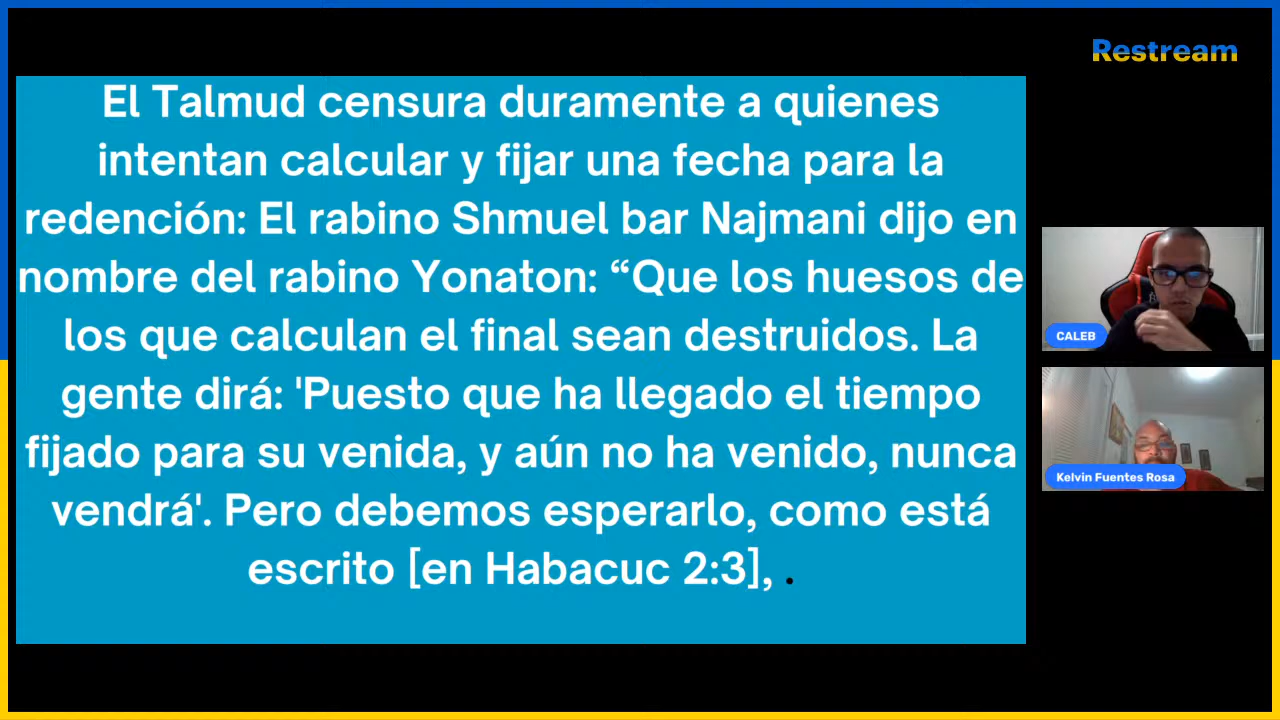 Restream
El Talmud censura duramente a quienes
intentan calcular y fijar una fecha para la
redención: El rabino Shmuel bar Najmani dijo en
nombre del rabino Yonaton: “Que los huesos de
los que calculan el final sean destruidos. La
gente dirá: 'Puesto que ha llegado el tiempo
fijado para su venida, y aún no ha venido, nunca
vendrá'. Pero debemos esperarlo, como está
escrito [en Habacuc 2:3], .
CALEB
Kelvin Fuentes Rosa